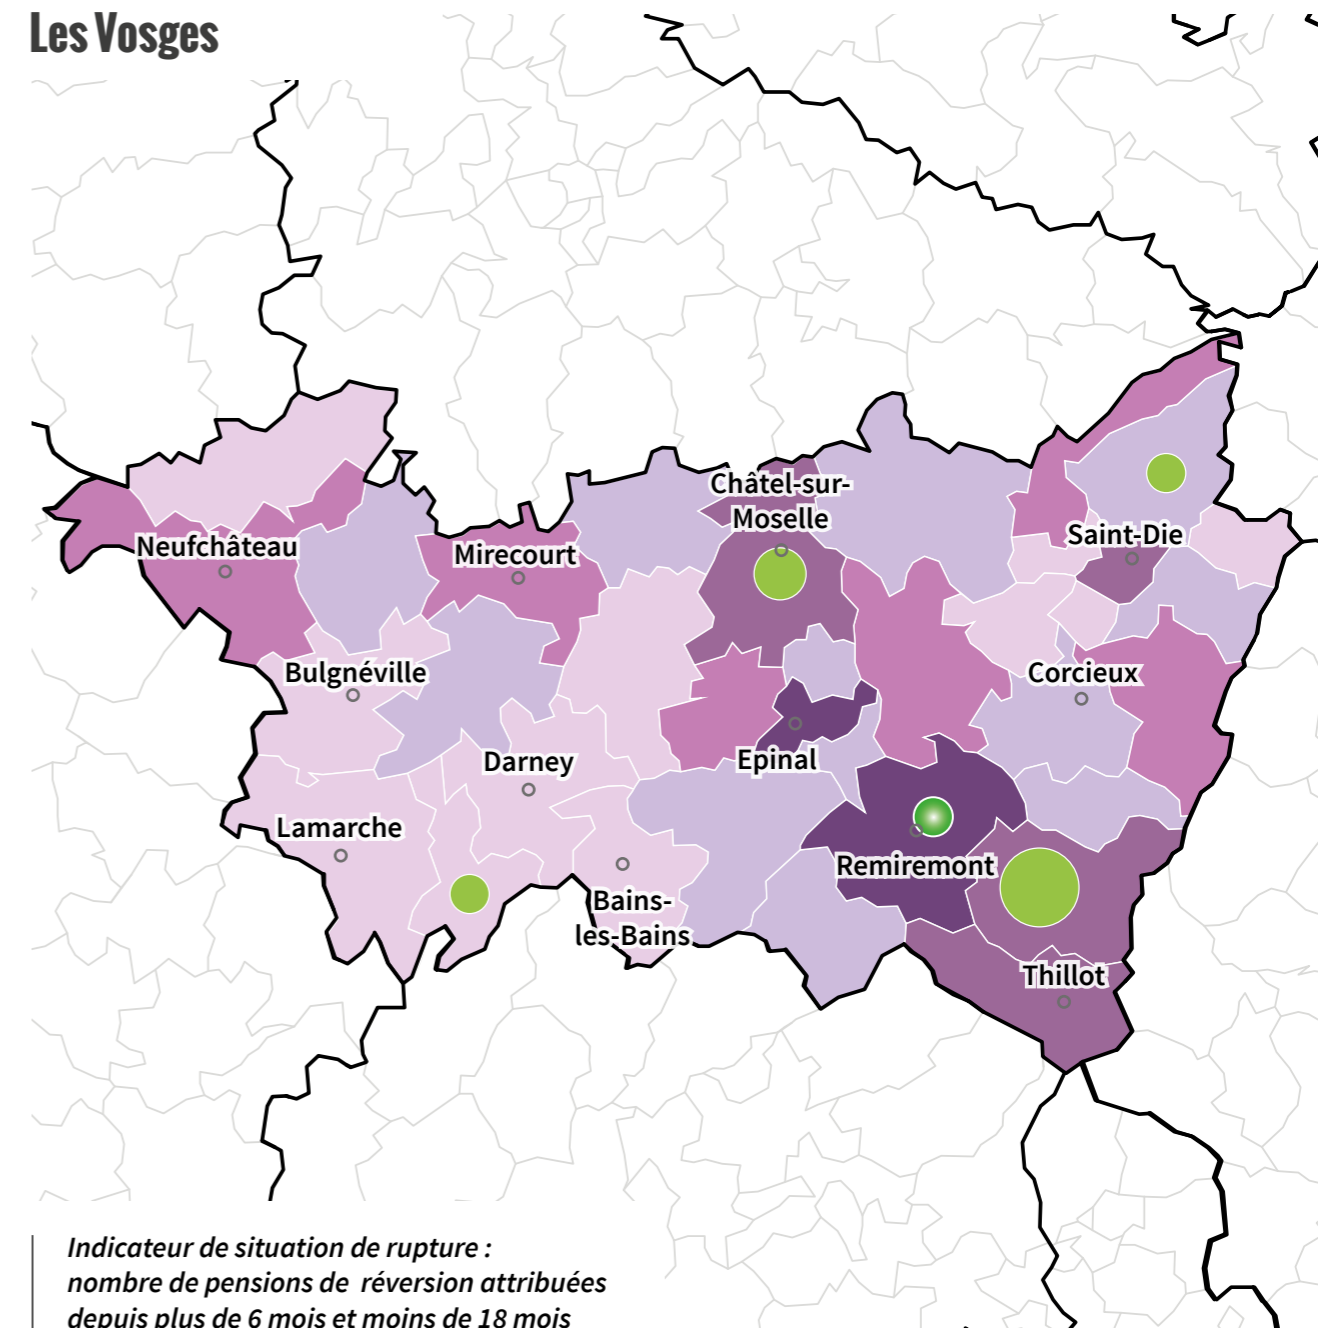 Les Vosges
Châtel-sur-
Moselle
Saint-Die
Neufchâteau
Mirecourt
Bulgnéville
Corcieux
Darney
Epinal
Lamarche
Remiremont
Bains-
les-Bains
Thillot
Indicateur de situation de rupture :
nombre de pensions de réversion attribuées
depuis plus de 6 mois et moins de 18 mois